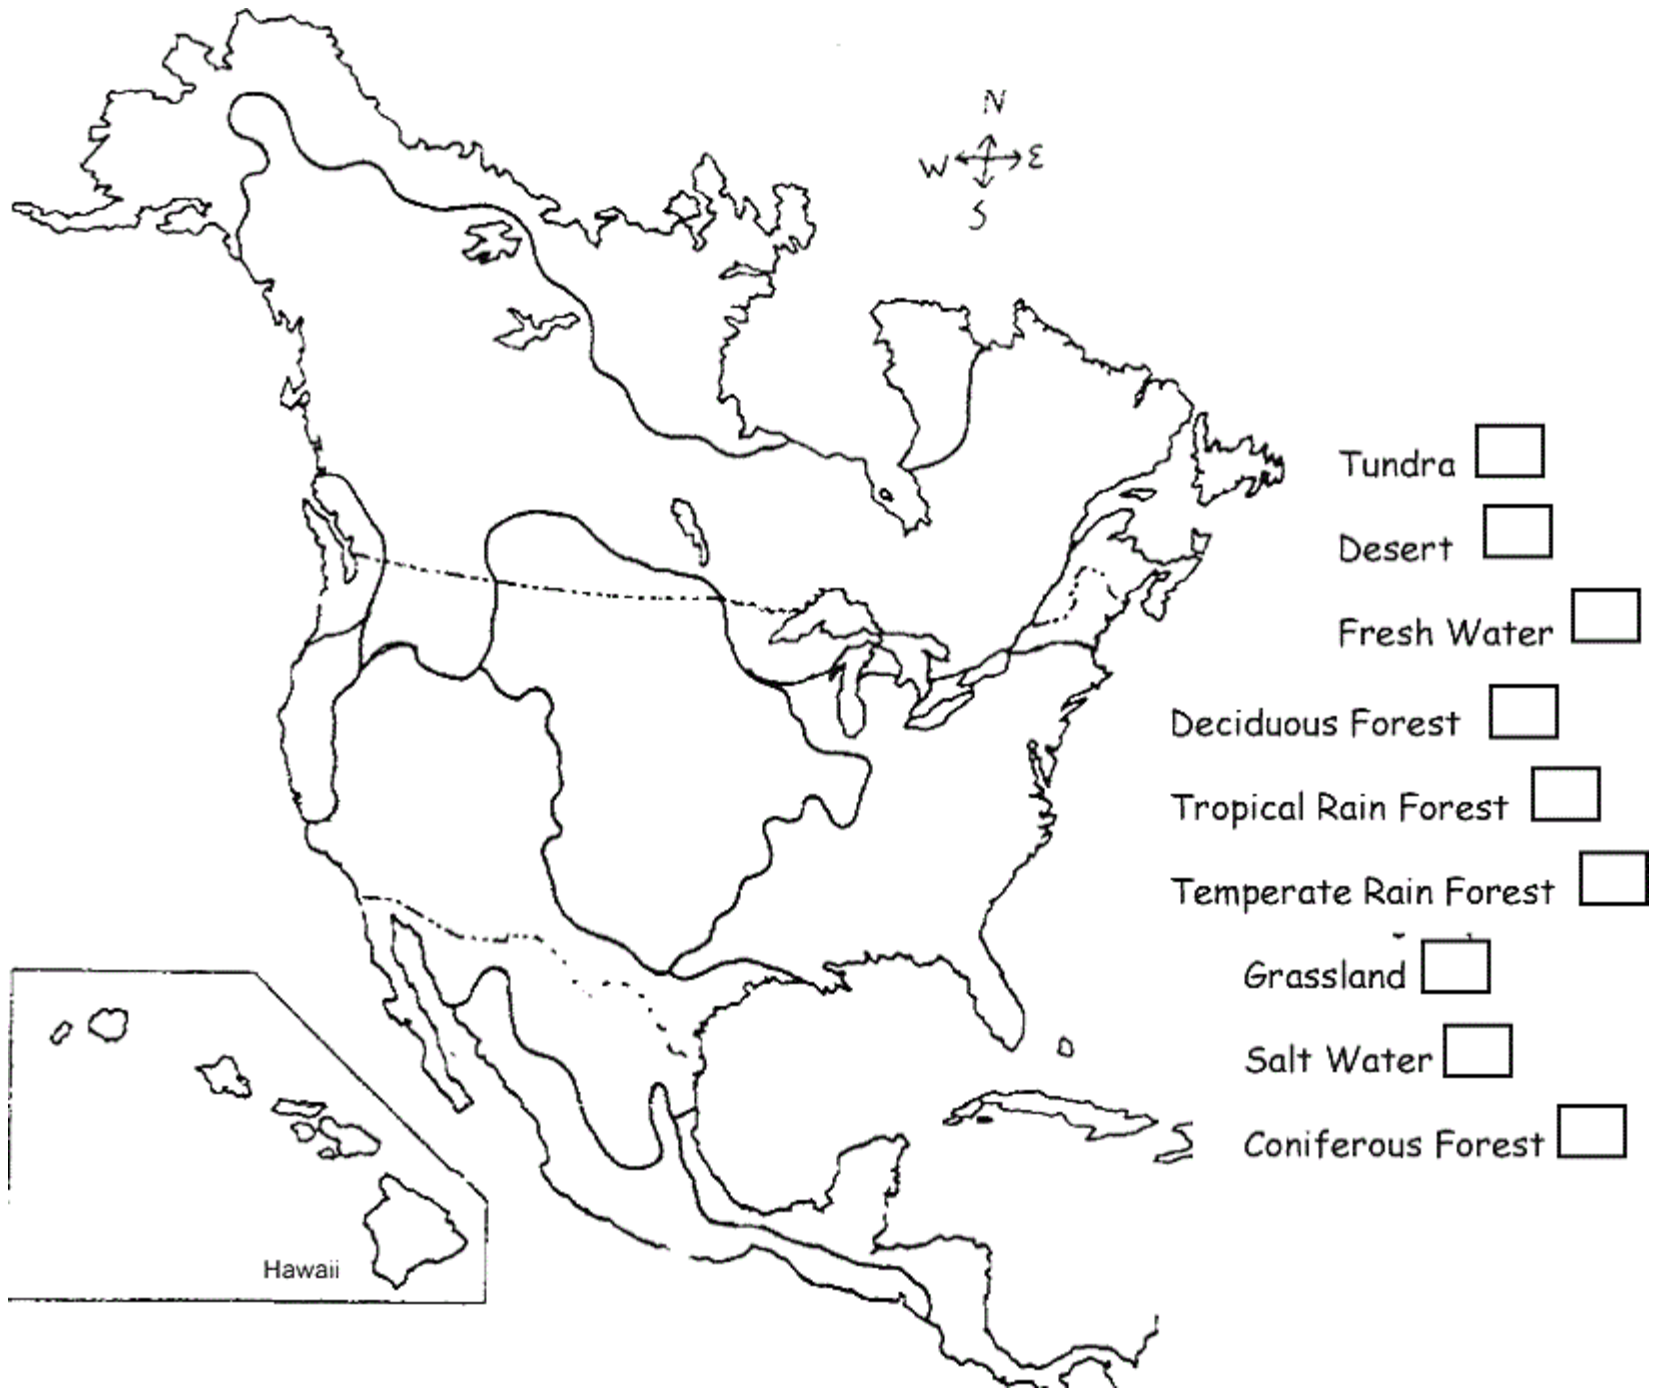 N
W E
S
Tundra
Desert
Fresh Water
Deciduous Forest
Tropical Rain Forest
Temperate Rain Forest
Grassland
Salt Water
Coniferous Forest
Hawaii